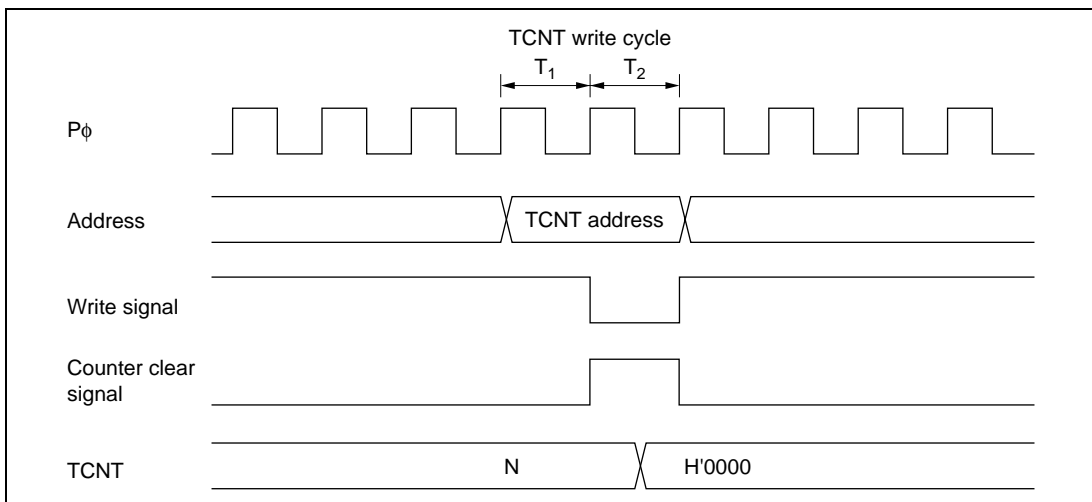 TCNT write cycle
T₁ T₂
Pϕ
Address TCNT address
Write signal
Counter clear
signal
TCNT N H'0000